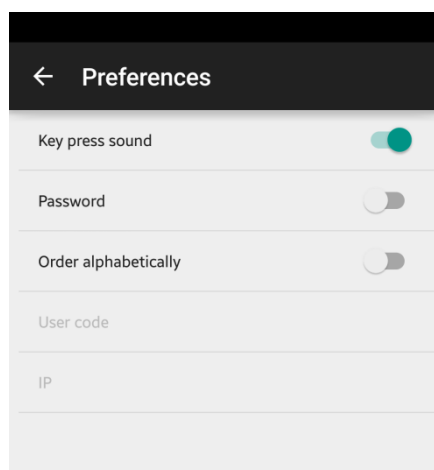 Preferences
Key press sound
Password
Order alphabetically
User code
IP